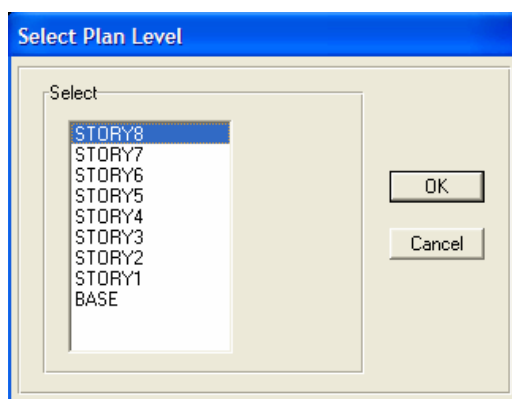 Select Plan Level
Select
STORY8
STORY7
STORY6
STORY5
STORY4
STORY3
STORY2
STORY1
BASE
OK
Cancel